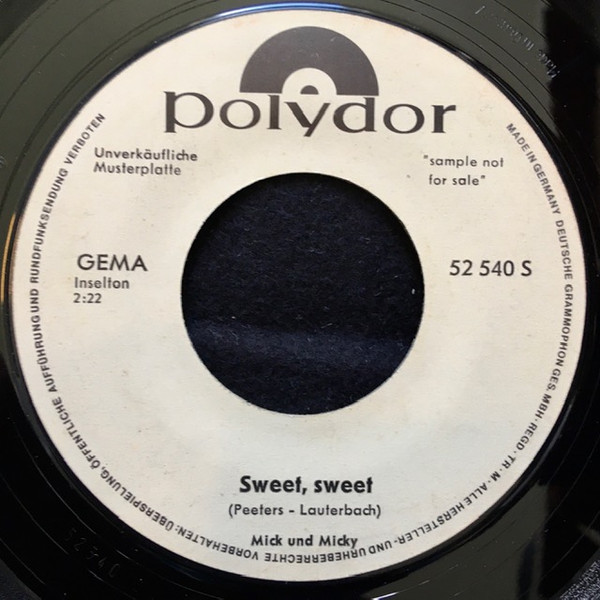 polydor
Unverkäufliche
Musterplatte
"sample not
for sale"
GEMA
Inselton
2:22
52 540 S
Sweet, sweet
(Peeters - Lauterbach)
Mick und Micky
MADE IN GERMANY DEUTSCHE GRAMMOPHON GES. MBH · REGD · TR · M · ALLE HERSTELLER- UND URHEBERRECHTE VORBEHALTEN · ÜBERSPIELUNG, ÖFFENTLICHE AUFFÜHRUNG UND RUNDFUNKSENDUNG VERBOTEN